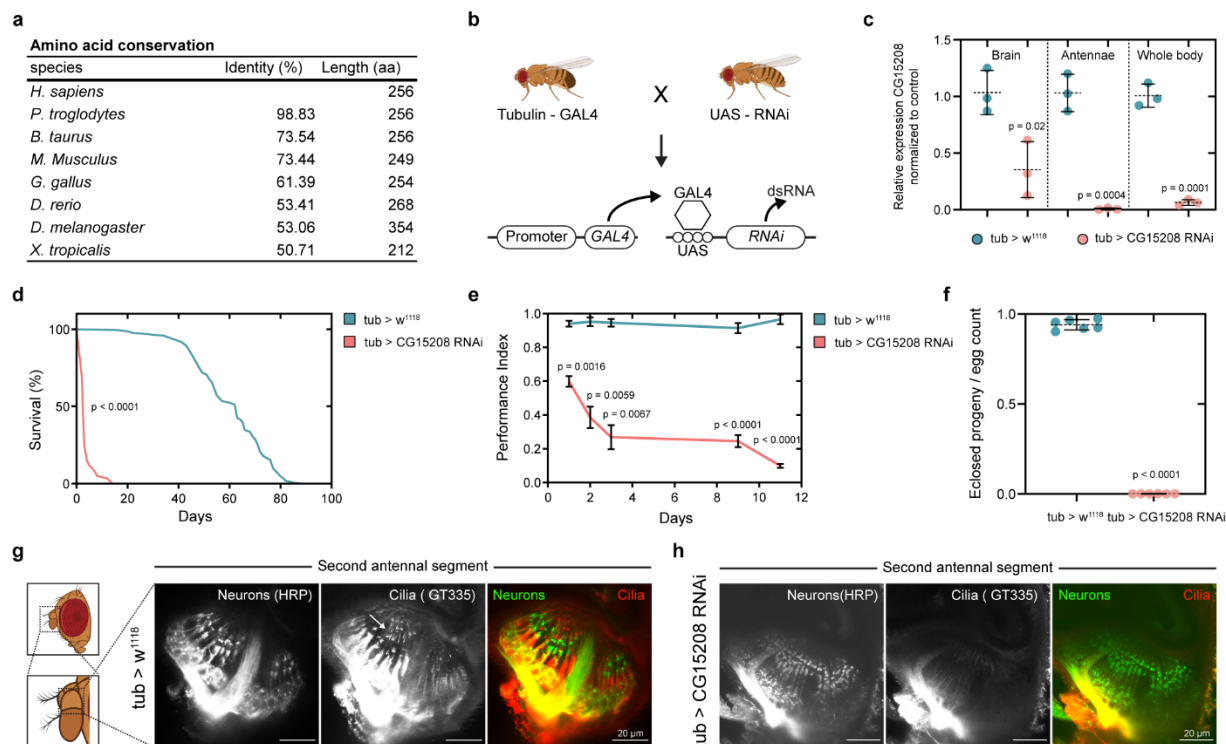 a
Amino acid conservation
species Identity (%) Length (aa)
H. sapiens 256
P. troglodytes 98.83 256
B. taurus 73.54 256
M. Musculus 73.44 249
G. gallus 61.39 254
D. rerio 53.41 268
D. melanogaster 53.06 354
X. tropicalis 50.71 212
b
Tubulin - GAL4 X UAS - RNAi
GAL4 dsRNA
Promoter GAL4 RNAi
UAS
c
Relative expression CG15208
normalized to control
1.5
1.0
0.5
0.0
Brain Antennae Whole body
p = 0.02
p = 0.0004
p = 0.0001
tub > w1118 tub > CG15208 RNAi
d
tub > w1118
tub > CG15208 RNAi
Survival (%)
100
50
0
p < 0.0001
0 20 40 60 80 100
Days
e
tub > w1118
tub > CG15208 RNAi
Performance Index
1.0
0.8
0.6
0.4
0.2
0.0
p = 0.0016
p = 0.0059
p = 0.0067
p < 0.0001
p < 0.0001
0 2 4 6 8 10 12
Days
f
Eclosed progeny / egg count
1.0
0.5
0.0
p < 0.0001
tub > w1118 tub > CG15208 RNAi
g
Second antennal segment
tub > w1118
Neurons (HRP) Cilia ( GT335) Neurons Cilia
20 µm
h
Second antennal segment
tub > CG15208 RNAi
Neurons(HRP) Cilia ( GT335) Neurons Cilia
20 µm